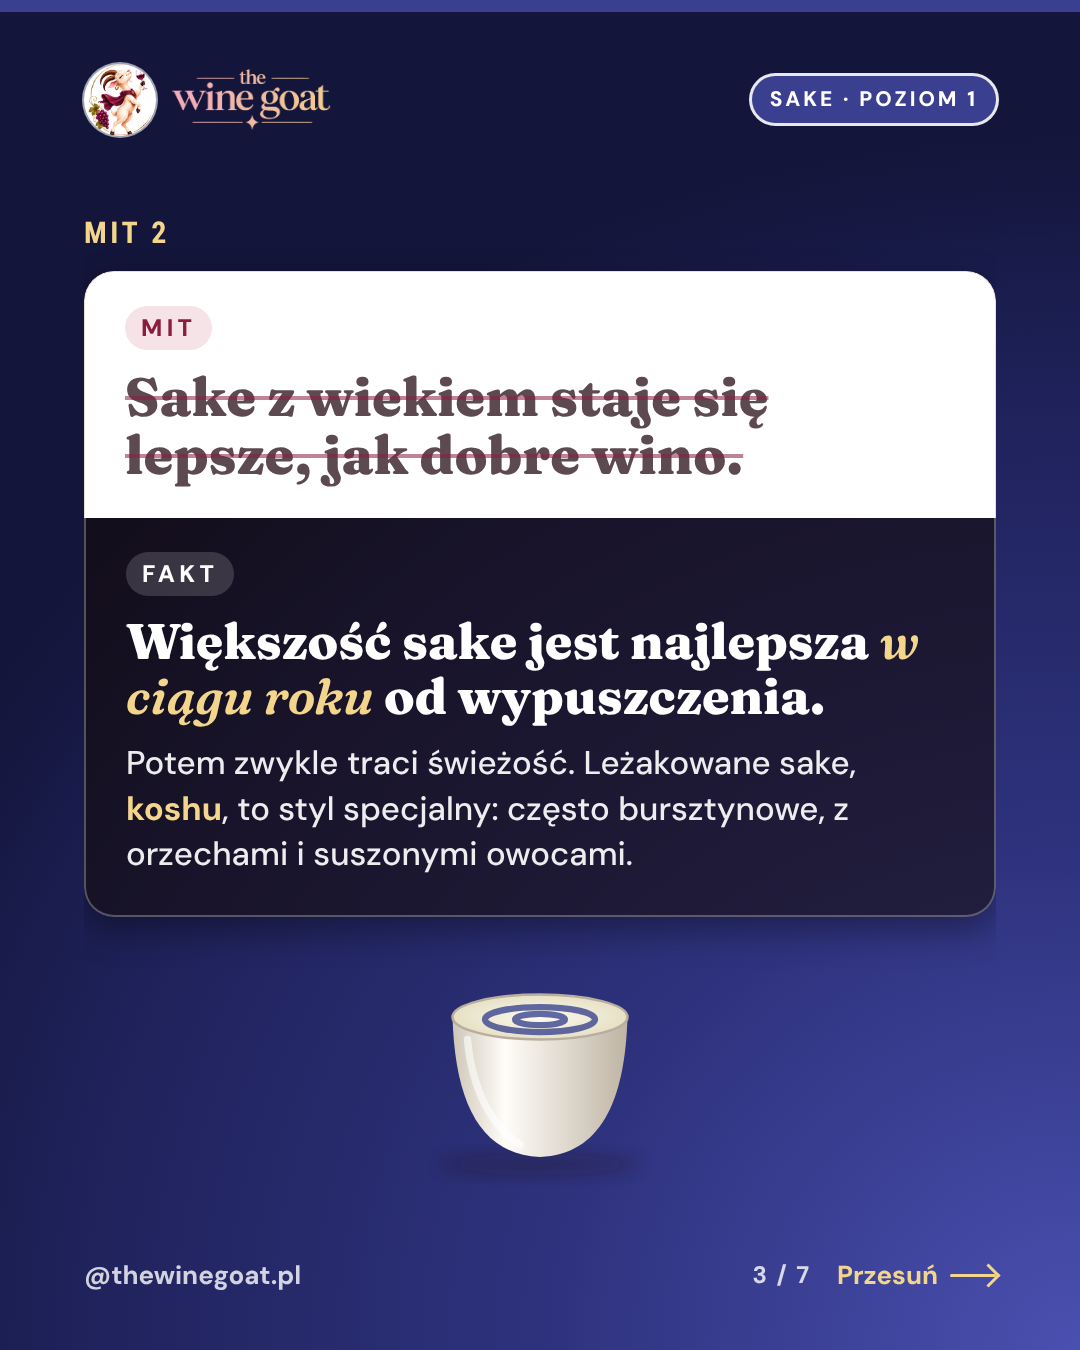 the
wine goat
SAKE · POZIOM 1
MIT 2
MIT
Sake z wiekiem staje się
lepsze, jak dobre wino.
FAKT
Większość sake jest najlepsza w
ciągu roku od wypuszczenia.
Potem zwykle traci świeżość. Leżakowane sake,
koshu, to styl specjalny: często bursztynowe, z
orzechami i suszonymi owocami.
@thewinegoat.pl
3 / 7 Przesuń